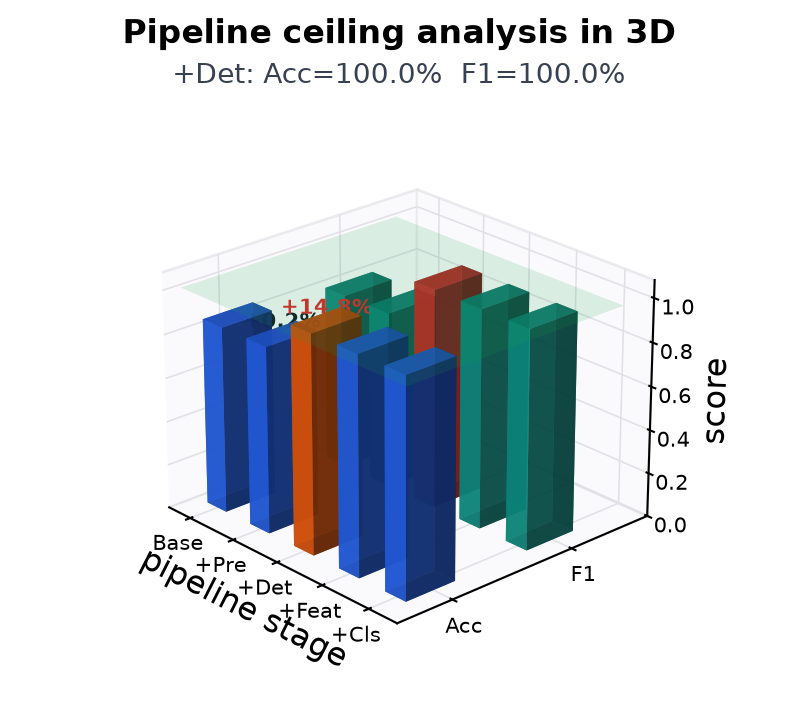 Pipeline ceiling analysis in 3D
+Det: Acc=100.0%  F1=100.0%
+14.8%
1.0
0.8
0.6
0.4
0.2
0.0
score
Base
+Pre
+Det
+Feat
+Cls
pipeline stage
Acc
F1